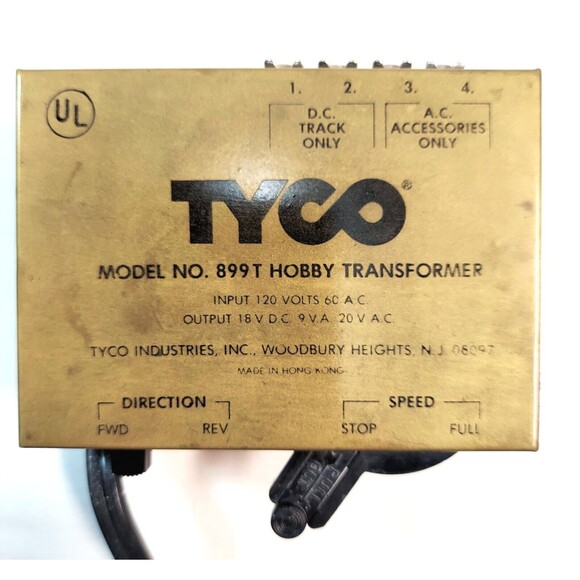 UL
1. 2. 3. 4.
D.C. TRACK ONLY
A.C. ACCESSORIES ONLY
TYCO®
MODEL NO. 899T HOBBY TRANSFORMER
INPUT 120 VOLTS 60 A.C.
OUTPUT 18 V D.C. 9 V.A. 20 V A.C.
TYCO INDUSTRIES, INC., WOODBURY HEIGHTS, N.J. 08097
MADE IN HONG KONG
DIRECTION
FWD REV
SPEED
STOP FULL